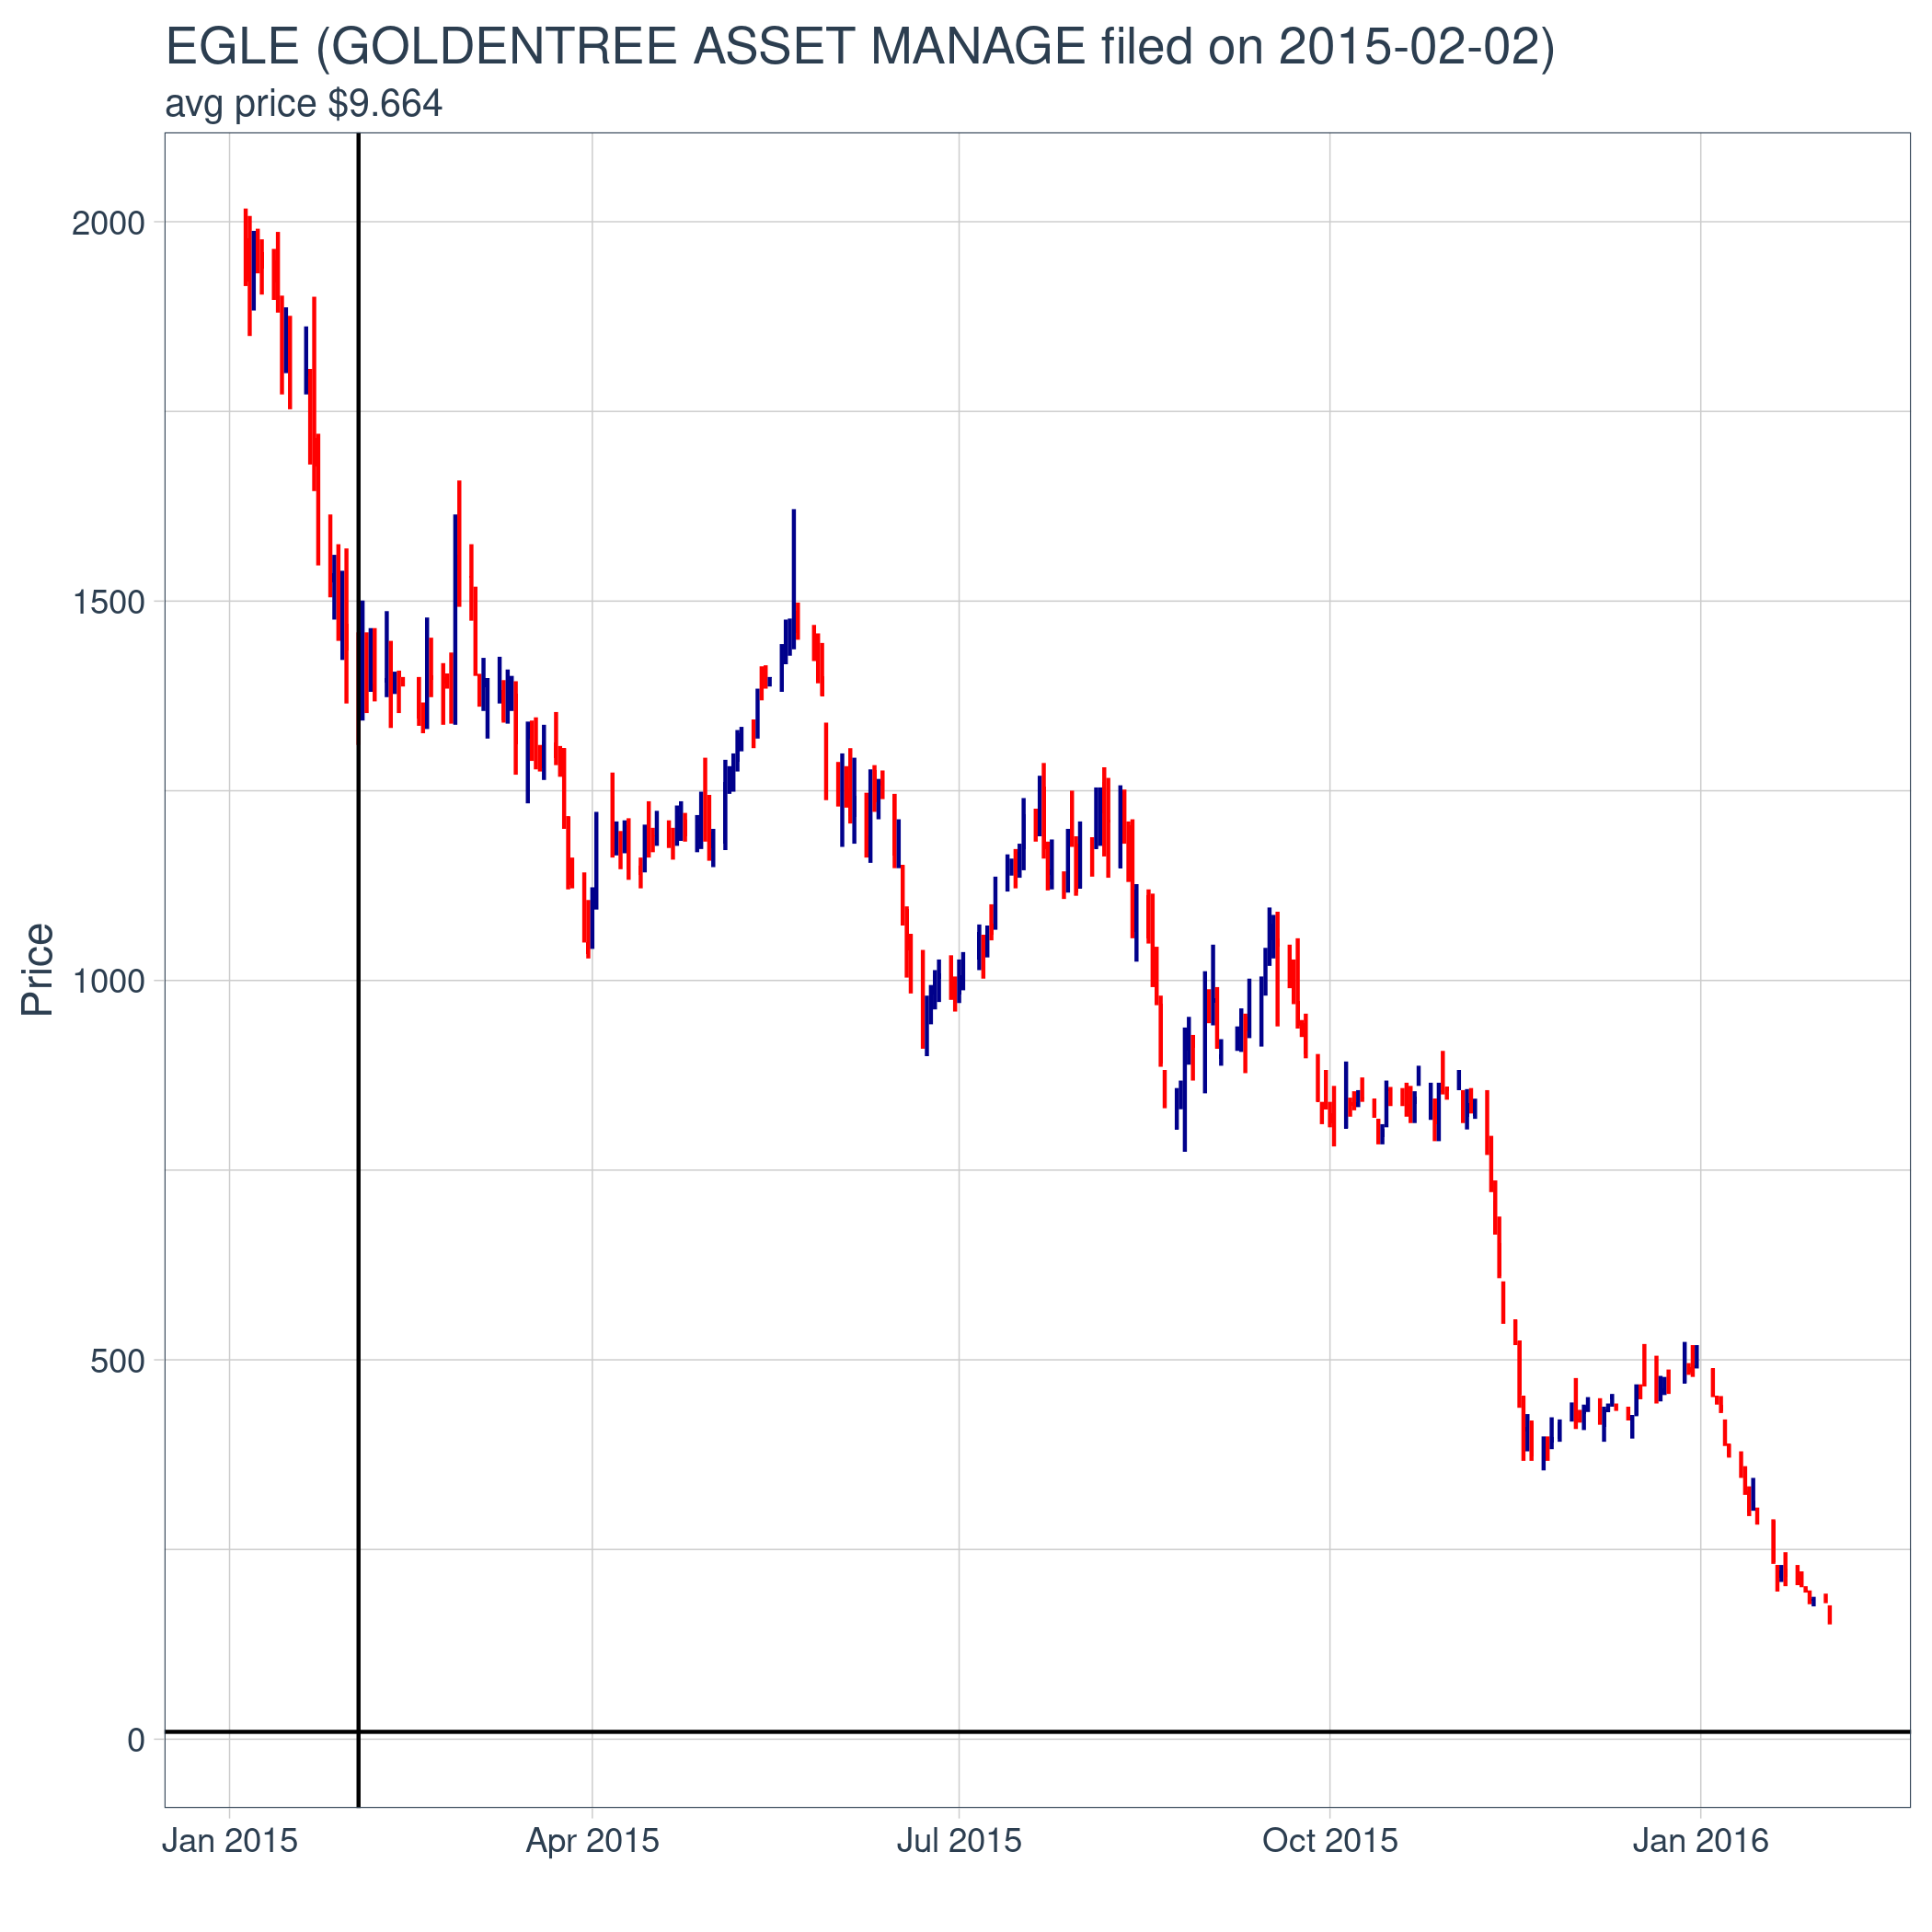 EGLE (GOLDENTREE ASSET MANAGE filed on 2015-02-02)
avg price $9.664
Price
2000
1500
1000
500
0
Jan 2015 Apr 2015 Jul 2015 Oct 2015 Jan 2016